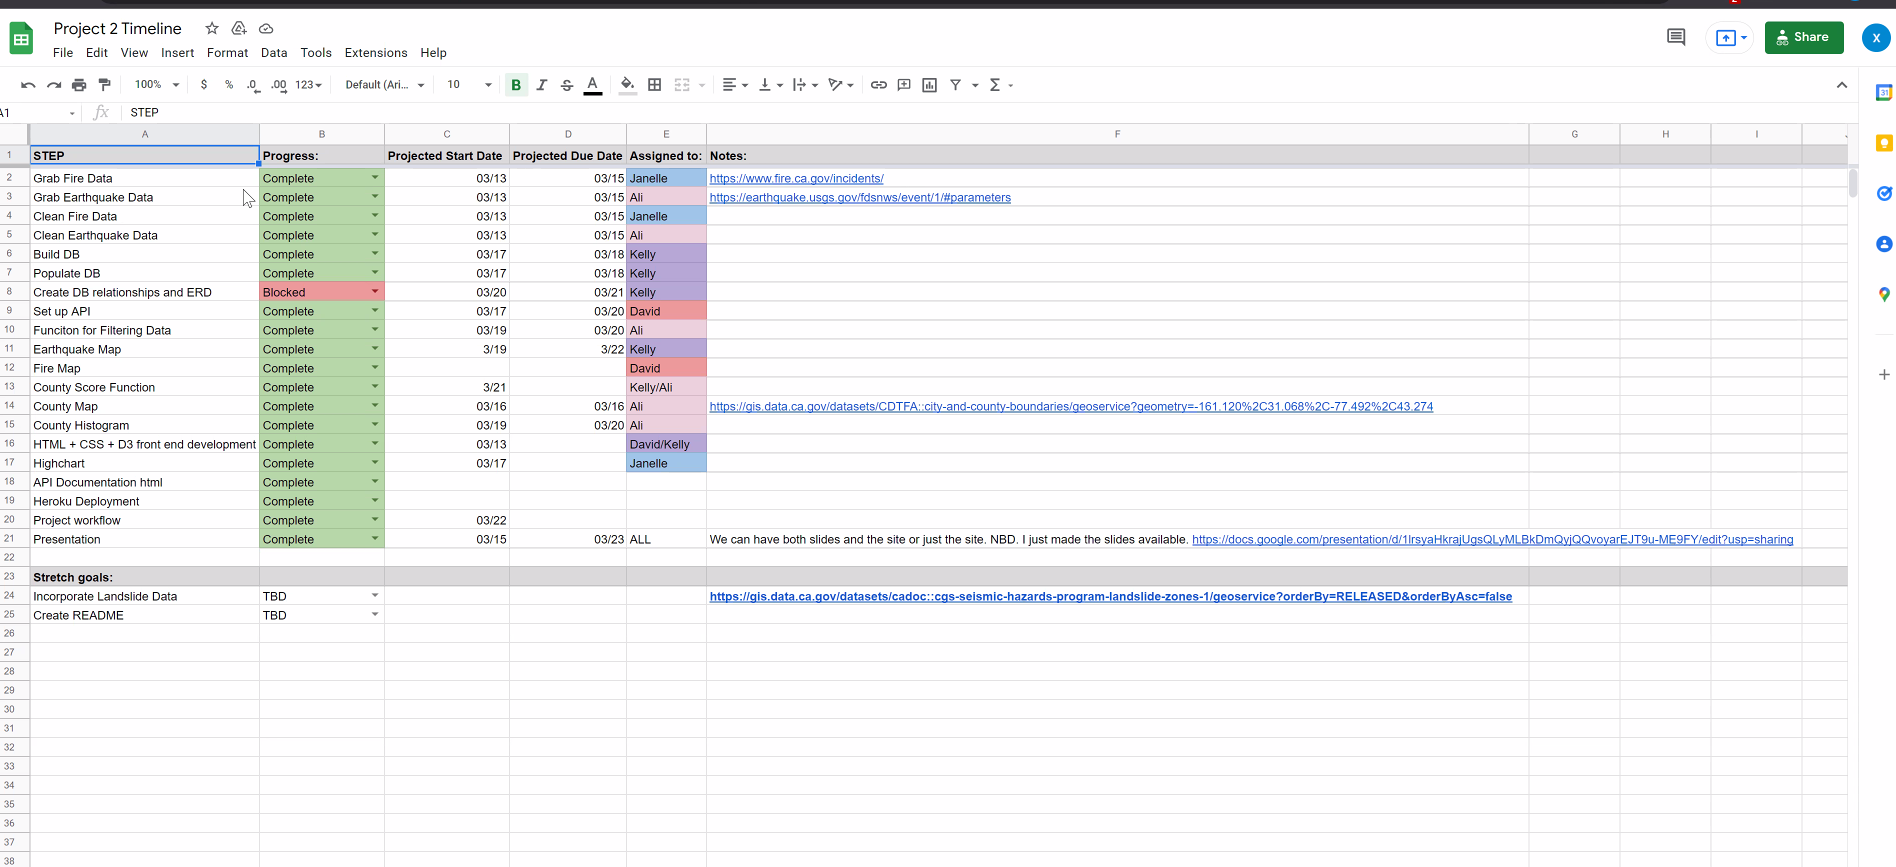 Project 2 Timeline
File Edit View Insert Format Data Tools Extensions Help
Share
X
100% $ % .0 .00 123 Default (Ari... 10 B I S A Σ
31
A1 fx STEP
A B C D E F G H I
1 STEP Progress: Projected Start Date Projected Due Date Assigned to: Notes:
2 Grab Fire Data Complete 03/13 03/15 Janelle https://www.fire.ca.gov/incidents/
3 Grab Earthquake Data Complete 03/13 03/15 Ali https://earthquake.usgs.gov/fdsnws/event/1/#parameters
4 Clean Fire Data Complete 03/13 03/15 Janelle
5 Clean Earthquake Data Complete 03/13 03/15 Ali
6 Build DB Complete 03/17 03/18 Kelly
7 Populate DB Complete 03/17 03/18 Kelly
8 Create DB relationships and ERD Blocked 03/20 03/21 Kelly
9 Set up API Complete 03/17 03/20 David
10 Funciton for Filtering Data Complete 03/19 03/20 Ali
11 Earthquake Map Complete 3/19 3/22 Kelly
12 Fire Map Complete David
13 County Score Function Complete 3/21 Kelly/Ali
14 County Map Complete 03/16 03/16 Ali https://gis.data.ca.gov/datasets/CDTFA::city-and-county-boundaries/geoservice?geometry=-161.120%2C31.068%2C-77.492%2C43.274
15 County Histogram Complete 03/19 03/20 Ali
16 HTML + CSS + D3 front end development Complete 03/13 David/Kelly
17 Highchart Complete 03/17 Janelle
18 API Documentation html Complete
19 Heroku Deployment Complete
20 Project workflow Complete 03/22
21 Presentation Complete 03/15 03/23 ALL We can have both slides and the site or just the site. NBD. I just made the slides available. https://docs.google.com/presentation/d/1IrsyaHkrajUgsQLyMLBkDmQyjQQvoyarEJT9u-ME9FY/edit?usp=sharing
22
23 Stretch goals:
24 Incorporate Landslide Data TBD https://gis.data.ca.gov/datasets/cadoc::cgs-seismic-hazards-program-landslide-zones-1/geoservice?orderBy=RELEASED&orderByAsc=false
25 Create README TBD
26
27
28
29
30
31
32
33
34
35
36
37
38